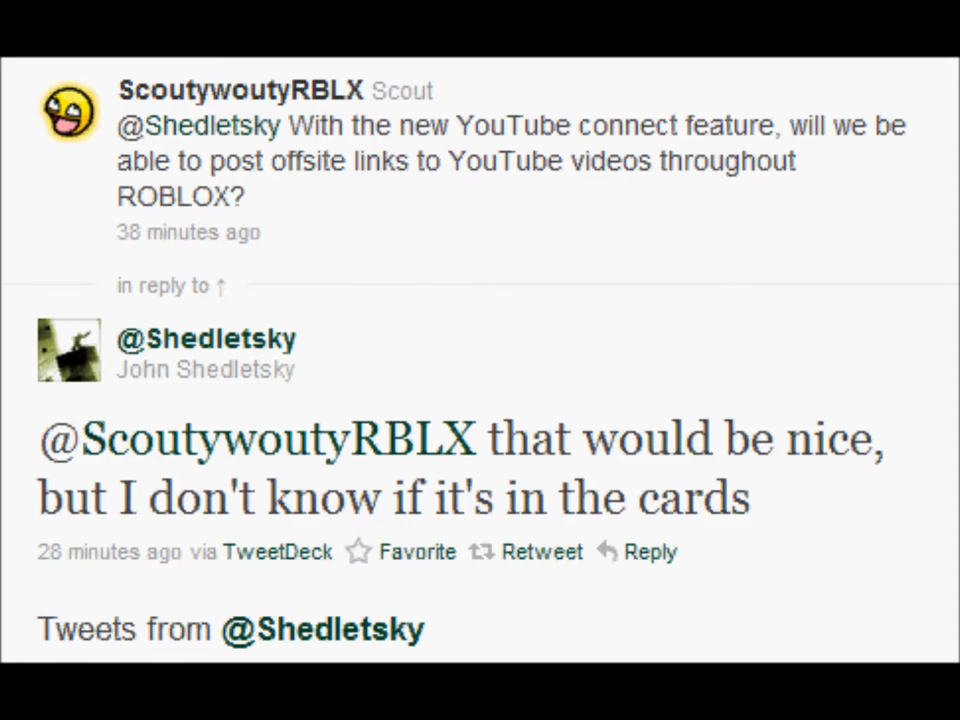 ScoutywoutyRBLX Scout
@Shedletsky With the new YouTube connect feature, will we be
able to post offsite links to YouTube videos throughout
ROBLOX?
38 minutes ago
in reply to ↑
@Shedletsky
John Shedletsky
@ScoutywoutyRBLX that would be nice,
but I don't know if it's in the cards
28 minutes ago via TweetDeck Favorite Retweet Reply
Tweets from @Shedletsky